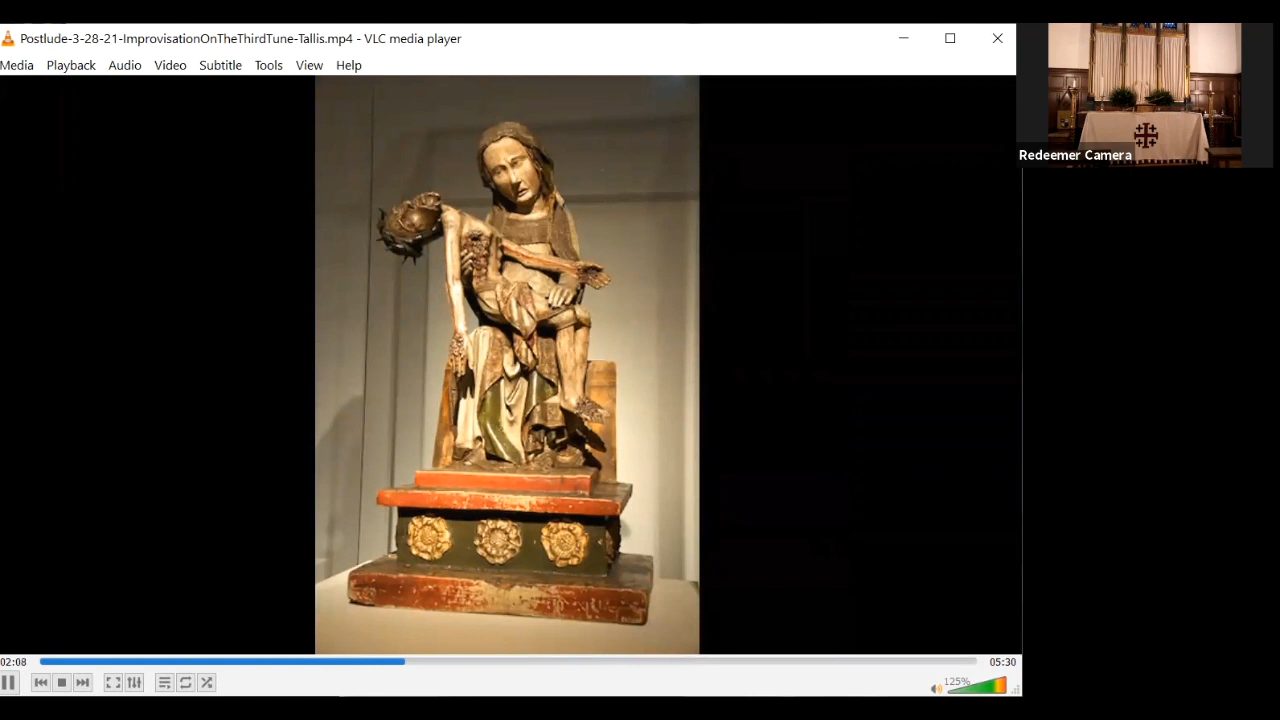 Postlude-3-28-21-ImprovisationOnTheThirdTune-Tallis.mp4 - VLC media player
Media Playback Audio Video Subtitle Tools View Help
Redeemer Camera
02:08
05:30
125%